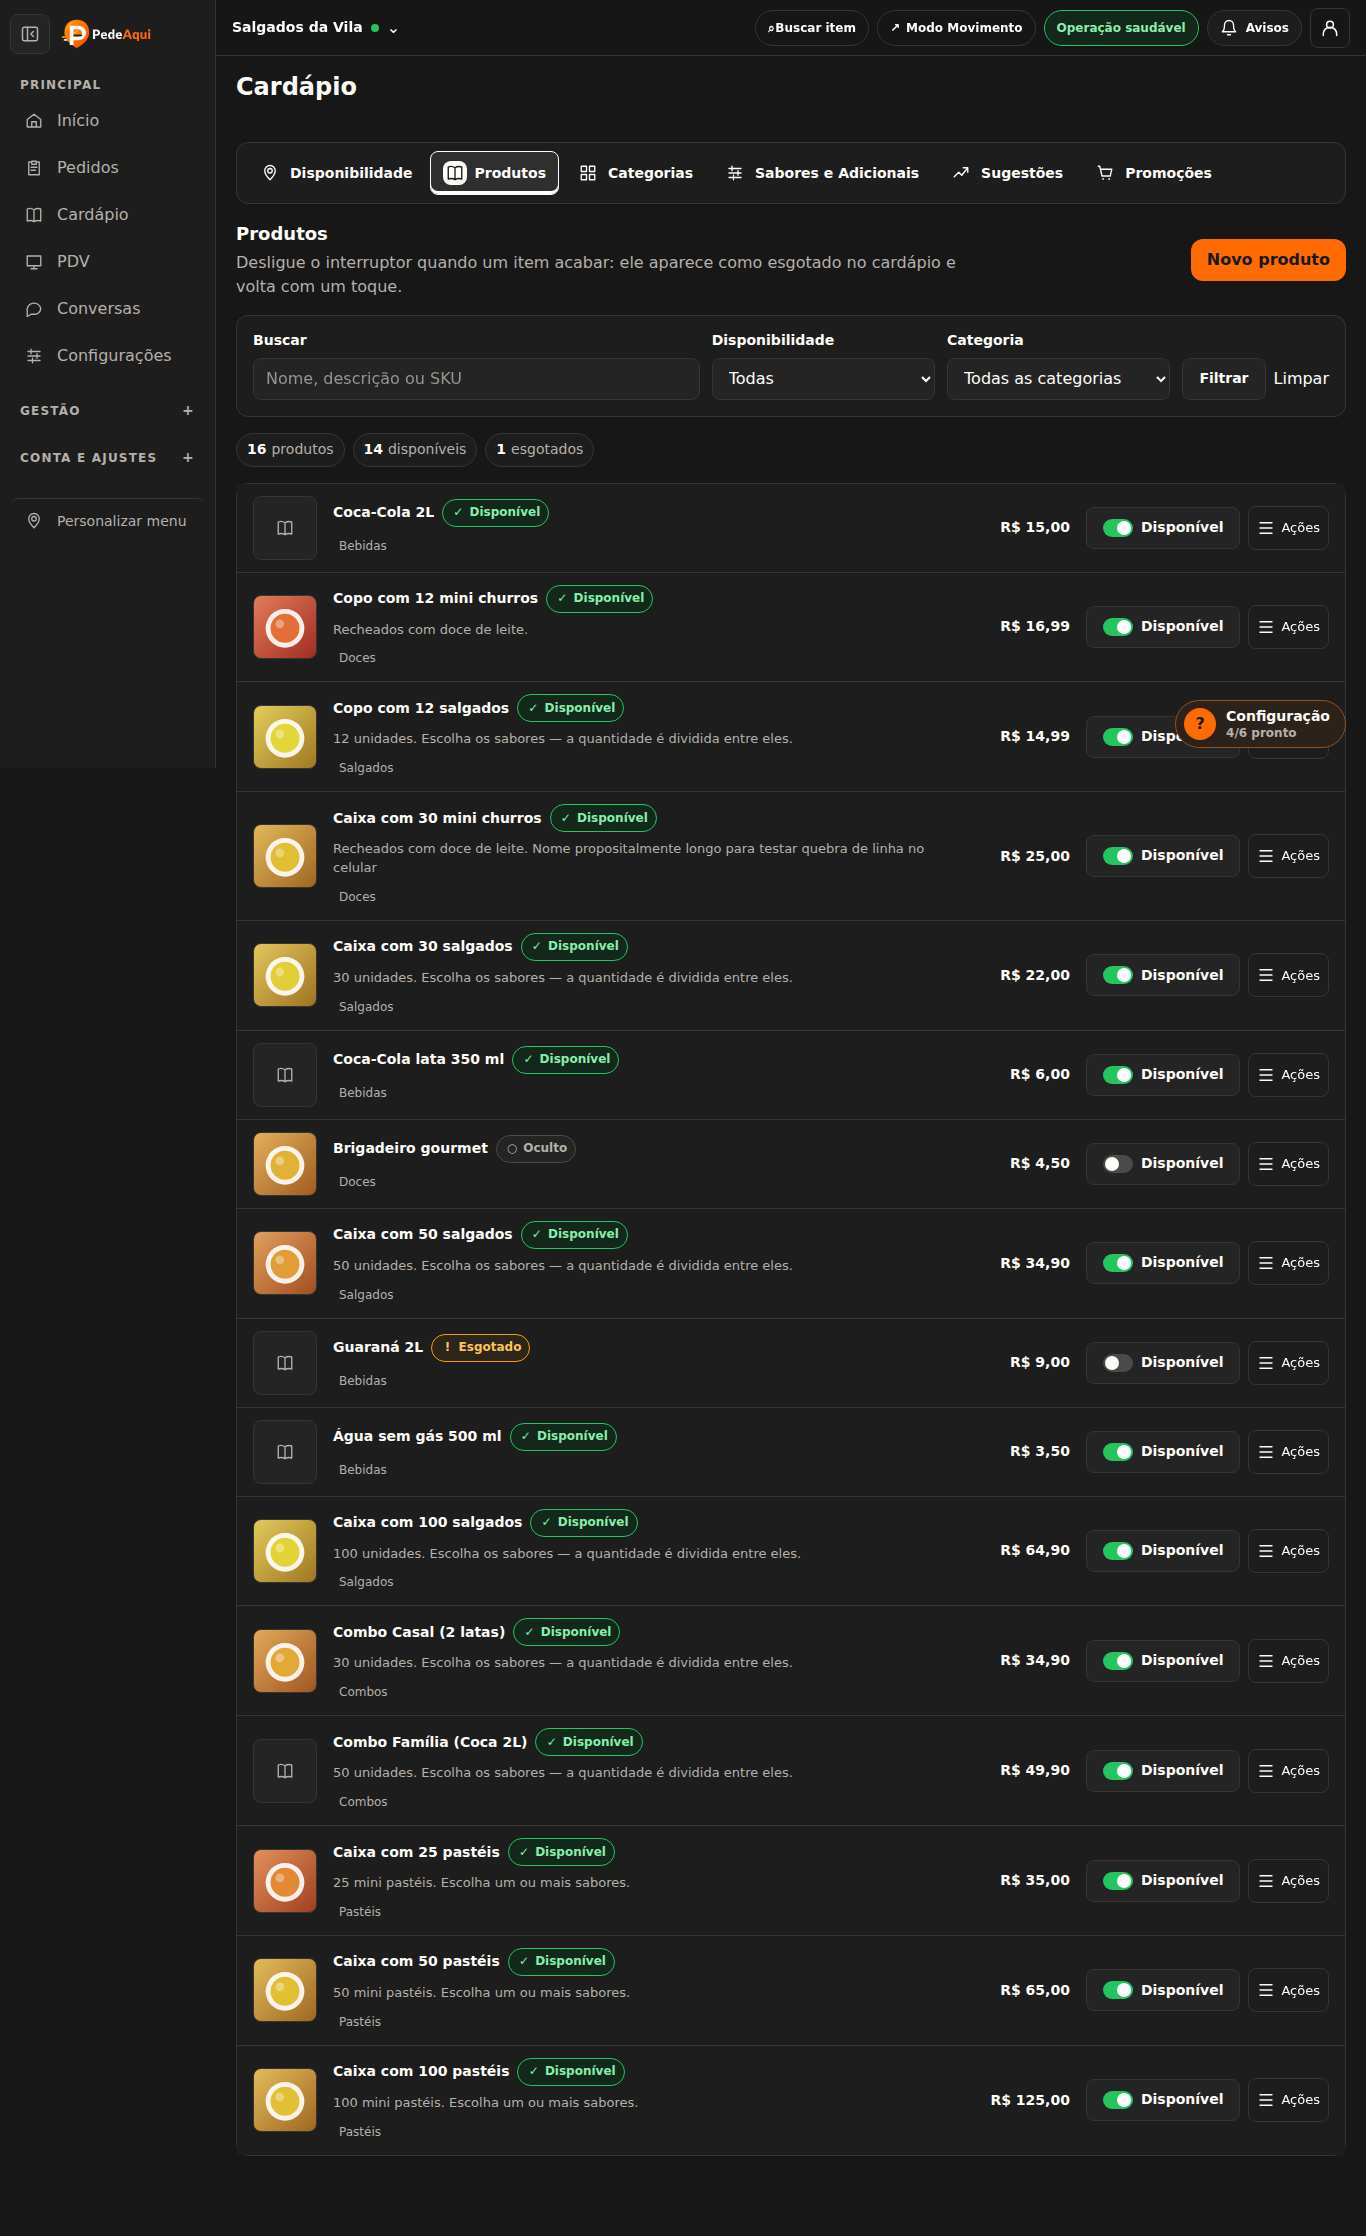 PedeAqui
Salgados da Vila
Buscar item
Modo Movimento
Operação saudável
Avisos
PRINCIPAL
Início
Pedidos
Cardápio
PDV
Conversas
Configurações
GESTÃO +
CONTA E AJUSTES +
Personalizar menu
Cardápio
Disponibilidade
Produtos
Categorias
Sabores e Adicionais
Sugestões
Promoções
Produtos
Desligue o interruptor quando um item acabar: ele aparece como esgotado no cardápio e
volta com um toque.
Novo produto
Buscar
Disponibilidade
Categoria
Nome, descrição ou SKU
Todas
Todas as categorias
Filtrar
Limpar
16 produtos
14 disponíveis
1 esgotados
Coca-Cola 2L ✓ Disponível
Bebidas
R$ 15,00 Disponível Ações
Copo com 12 mini churros ✓ Disponível
Recheados com doce de leite.
Doces
R$ 16,99 Disponível Ações
Copo com 12 salgados ✓ Disponível
12 unidades. Escolha os sabores — a quantidade é dividida entre eles.
Salgados
R$ 14,99
? Configuração
4/6 pronto
Caixa com 30 mini churros ✓ Disponível
Recheados com doce de leite. Nome propositalmente longo para testar quebra de linha no
celular
Doces
R$ 25,00 Disponível Ações
Caixa com 30 salgados ✓ Disponível
30 unidades. Escolha os sabores — a quantidade é dividida entre eles.
Salgados
R$ 22,00 Disponível Ações
Coca-Cola lata 350 ml ✓ Disponível
Bebidas
R$ 6,00 Disponível Ações
Brigadeiro gourmet ○ Oculto
Doces
R$ 4,50 Disponível Ações
Caixa com 50 salgados ✓ Disponível
50 unidades. Escolha os sabores — a quantidade é dividida entre eles.
Salgados
R$ 34,90 Disponível Ações
Guaraná 2L ! Esgotado
Bebidas
R$ 9,00 Disponível Ações
Água sem gás 500 ml ✓ Disponível
Bebidas
R$ 3,50 Disponível Ações
Caixa com 100 salgados ✓ Disponível
100 unidades. Escolha os sabores — a quantidade é dividida entre eles.
Salgados
R$ 64,90 Disponível Ações
Combo Casal (2 latas) ✓ Disponível
30 unidades. Escolha os sabores — a quantidade é dividida entre eles.
Combos
R$ 34,90 Disponível Ações
Combo Família (Coca 2L) ✓ Disponível
50 unidades. Escolha os sabores — a quantidade é dividida entre eles.
Combos
R$ 49,90 Disponível Ações
Caixa com 25 pastéis ✓ Disponível
25 mini pastéis. Escolha um ou mais sabores.
Pastéis
R$ 35,00 Disponível Ações
Caixa com 50 pastéis ✓ Disponível
50 mini pastéis. Escolha um ou mais sabores.
Pastéis
R$ 65,00 Disponível Ações
Caixa com 100 pastéis ✓ Disponível
100 mini pastéis. Escolha um ou mais sabores.
Pastéis
R$ 125,00 Disponível Ações